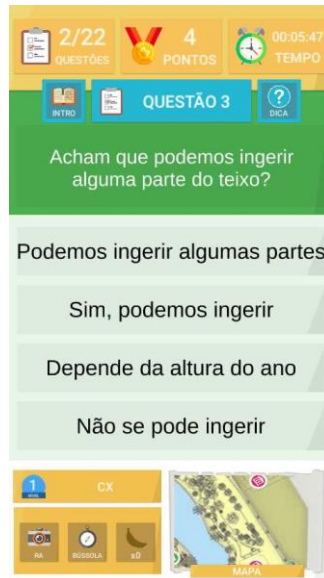 2/22
QUESTÕES
4
PONTOS
00:05:47
TEMPO
INTRO
QUESTÃO 3
DICA
Acham que podemos ingerir
alguma parte do teixo?
Podemos ingerir algumas partes
Sim, podemos ingerir
Depende da altura do ano
Não se pode ingerir
1
CX
RA
BÚSSOLA
x0
MAPA